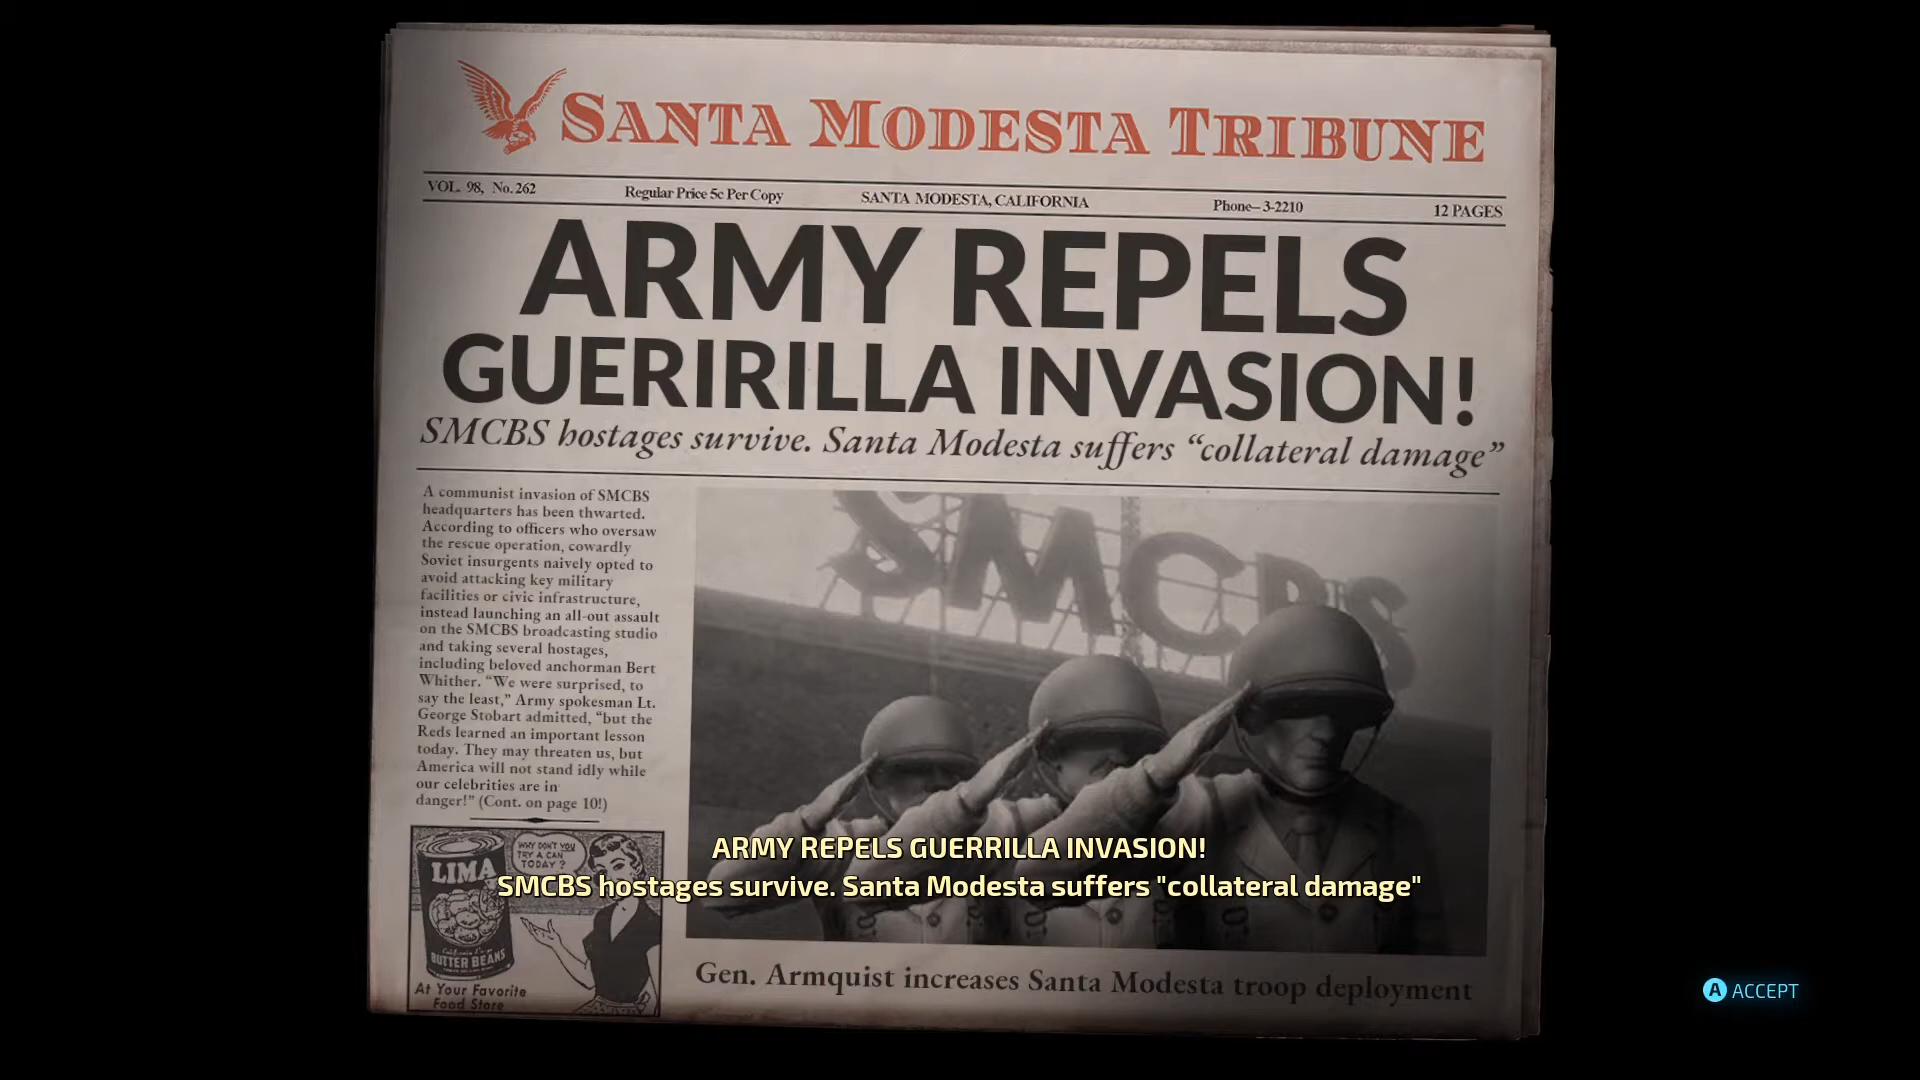 SANTA MODESTA TRIBUNE
VOL. 98, No. 262 Regular Price 5c Per Copy SANTA MODESTA, CALIFORNIA Phone–3-2210 12 PAGES
ARMY REPELS
GUERIRILLA INVASION!
SMCBS hostages survive. Santa Modesta suffers “collateral damage”
A communist invasion of SMCBS
headquarters has been thwarted.
According to officers who oversaw
the rescue operation, cowardly
Soviet insurgents naively opted to
avoid attacking key military
facilities or civic infrastructure,
instead launching an all-out assault
on the SMCBS broadcasting studio
and taking several hostages,
including beloved anchorman Bert
Whither. “We were surprised, to
say the least,” Army spokesman Lt.
George Stobart admitted, “but the
Reds learned an important lesson
today. They may threaten us, but
America will not stand idly while
our celebrities are in
danger!” (Cont. on page 10!)
SMCBS
WHY DON'T YOU
TRY A CAN
TODAY?
LIMA
BUTTER BEANS
At Your Favorite
Food Store
ARMY REPELS GUERRILLA INVASION!
SMCBS hostages survive. Santa Modesta suffers "collateral damage"
Gen. Armquist increases Santa Modesta troop deployment
A ACCEPT